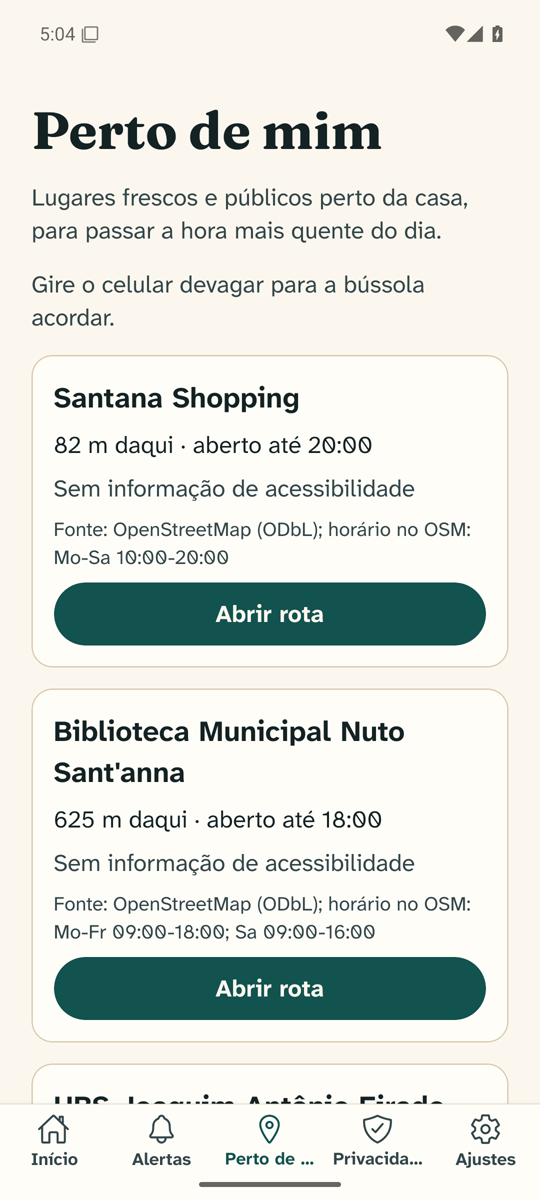 5:04
Perto de mim
Lugares frescos e públicos perto da casa,
para passar a hora mais quente do dia.
Gire o celular devagar para a bússola
acordar.
Santana Shopping
82 m daqui · aberto até 20:00
Sem informação de acessibilidade
Fonte: OpenStreetMap (ODbL); horário no OSM:
Mo-Sa 10:00-20:00
Abrir rota
Biblioteca Municipal Nuto
Sant'anna
625 m daqui · aberto até 18:00
Sem informação de acessibilidade
Fonte: OpenStreetMap (ODbL); horário no OSM:
Mo-Fr 09:00-18:00; Sa 09:00-16:00
Abrir rota
UBS Joaquim Antônio Eirado
Início
Alertas
Perto de ...
Privacida...
Ajustes